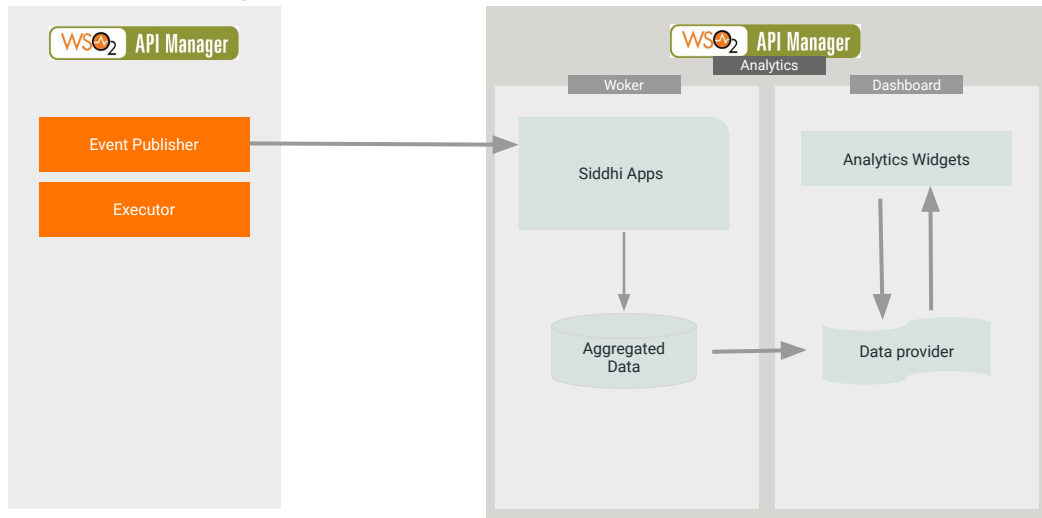 WSO2 API Manager
Event Publisher
Executor
WSO2 API Manager
Analytics
Woker
Siddhi Apps
Aggregated
Data
Dashboard
Analytics Widgets
Data provider